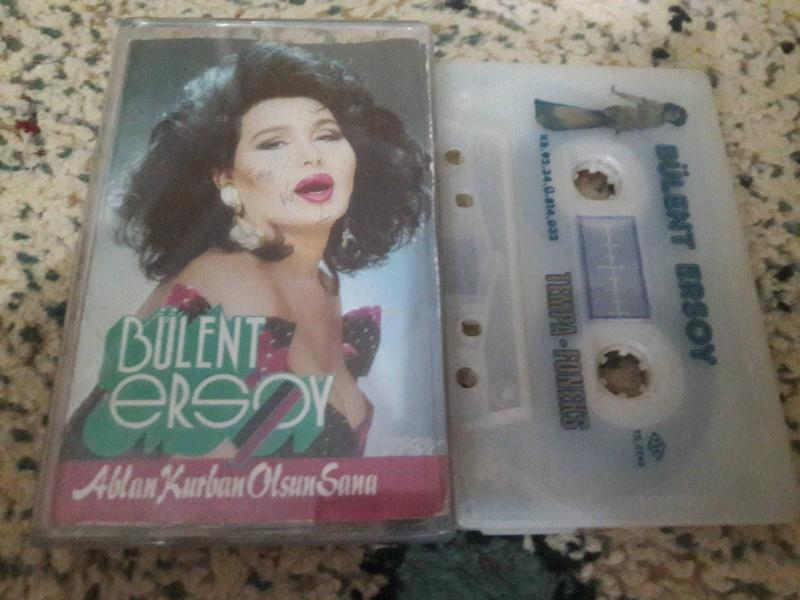 BÜLENT
ERSOY
Ablan Kurban Olsun Sana
BÜLENT ERSOY
TEMPA-FONEKS